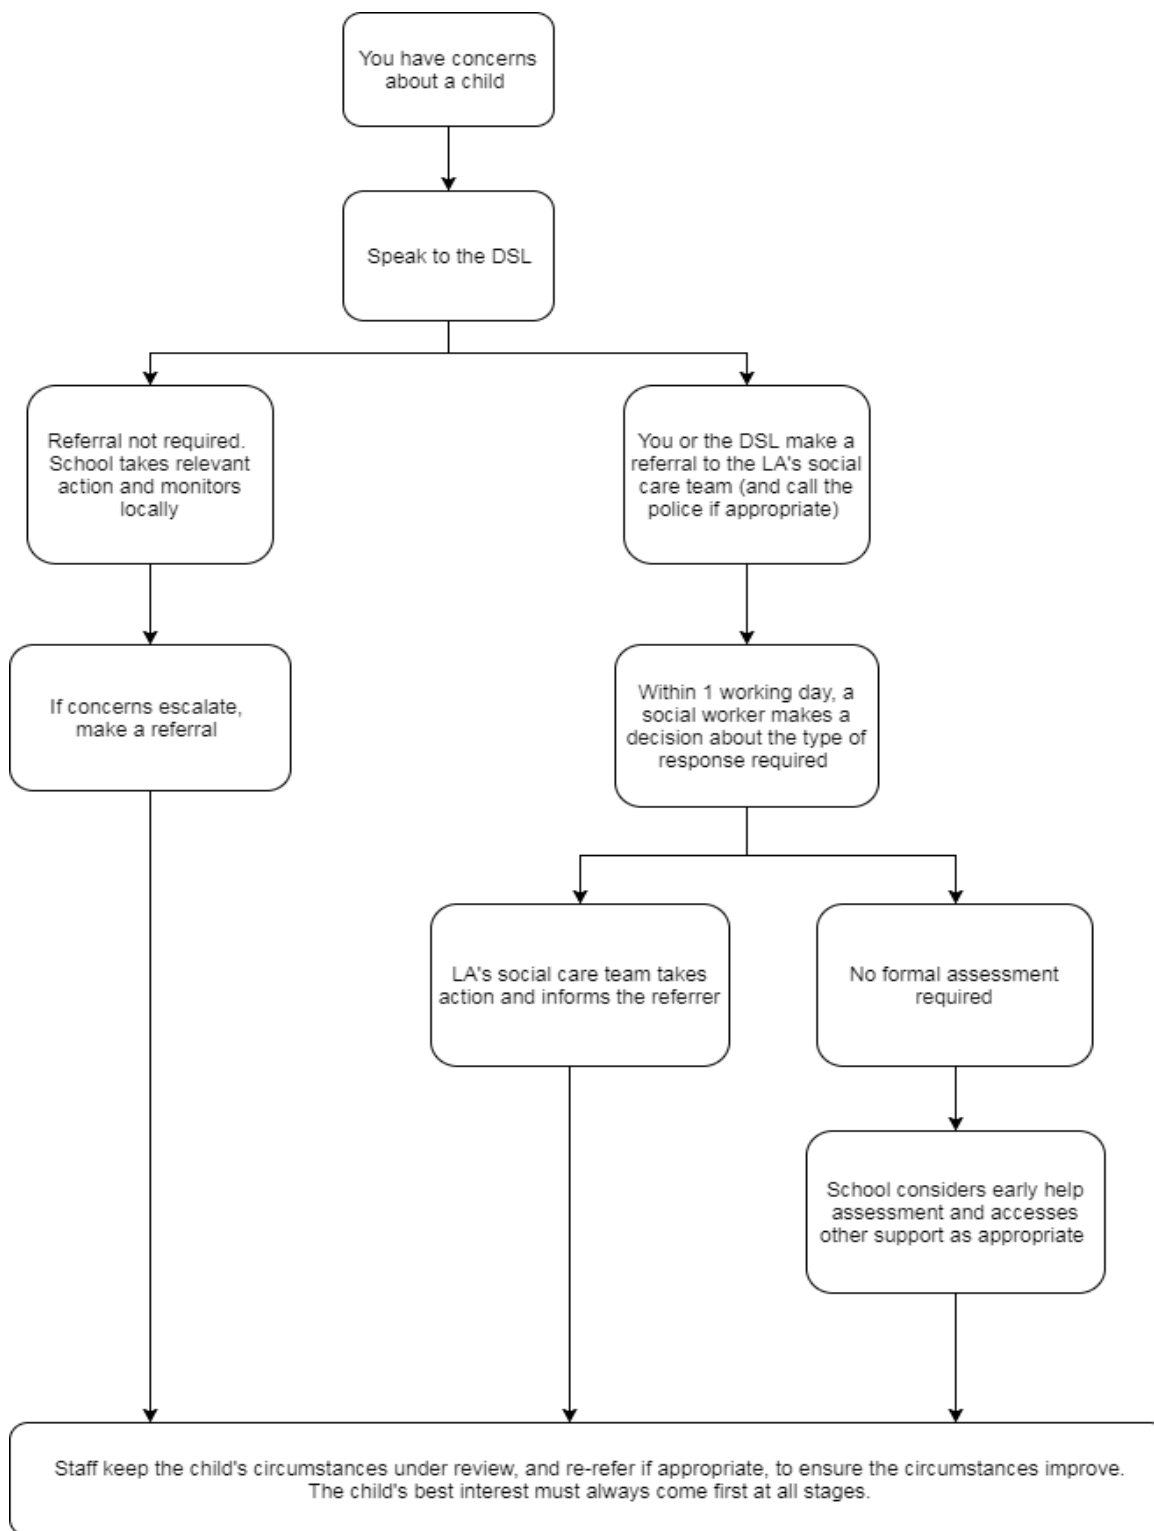 You have concerns
about a child
Speak to the DSL
Referral not required.
School takes relevant
action and monitors
locally
You or the DSL make a
referral to the LA's social
care team (and call the
police if appropriate)
If concerns escalate,
make a referral
Within 1 working day, a
social worker makes a
decision about the type of
response required
LA's social care team takes
action and informs the referrer
No formal assessment
required
School considers early help
assessment and accesses
other support as appropriate
Staff keep the child's circumstances under review, and re-refer if appropriate, to ensure the circumstances improve.
The child's best interest must always come first at all stages.